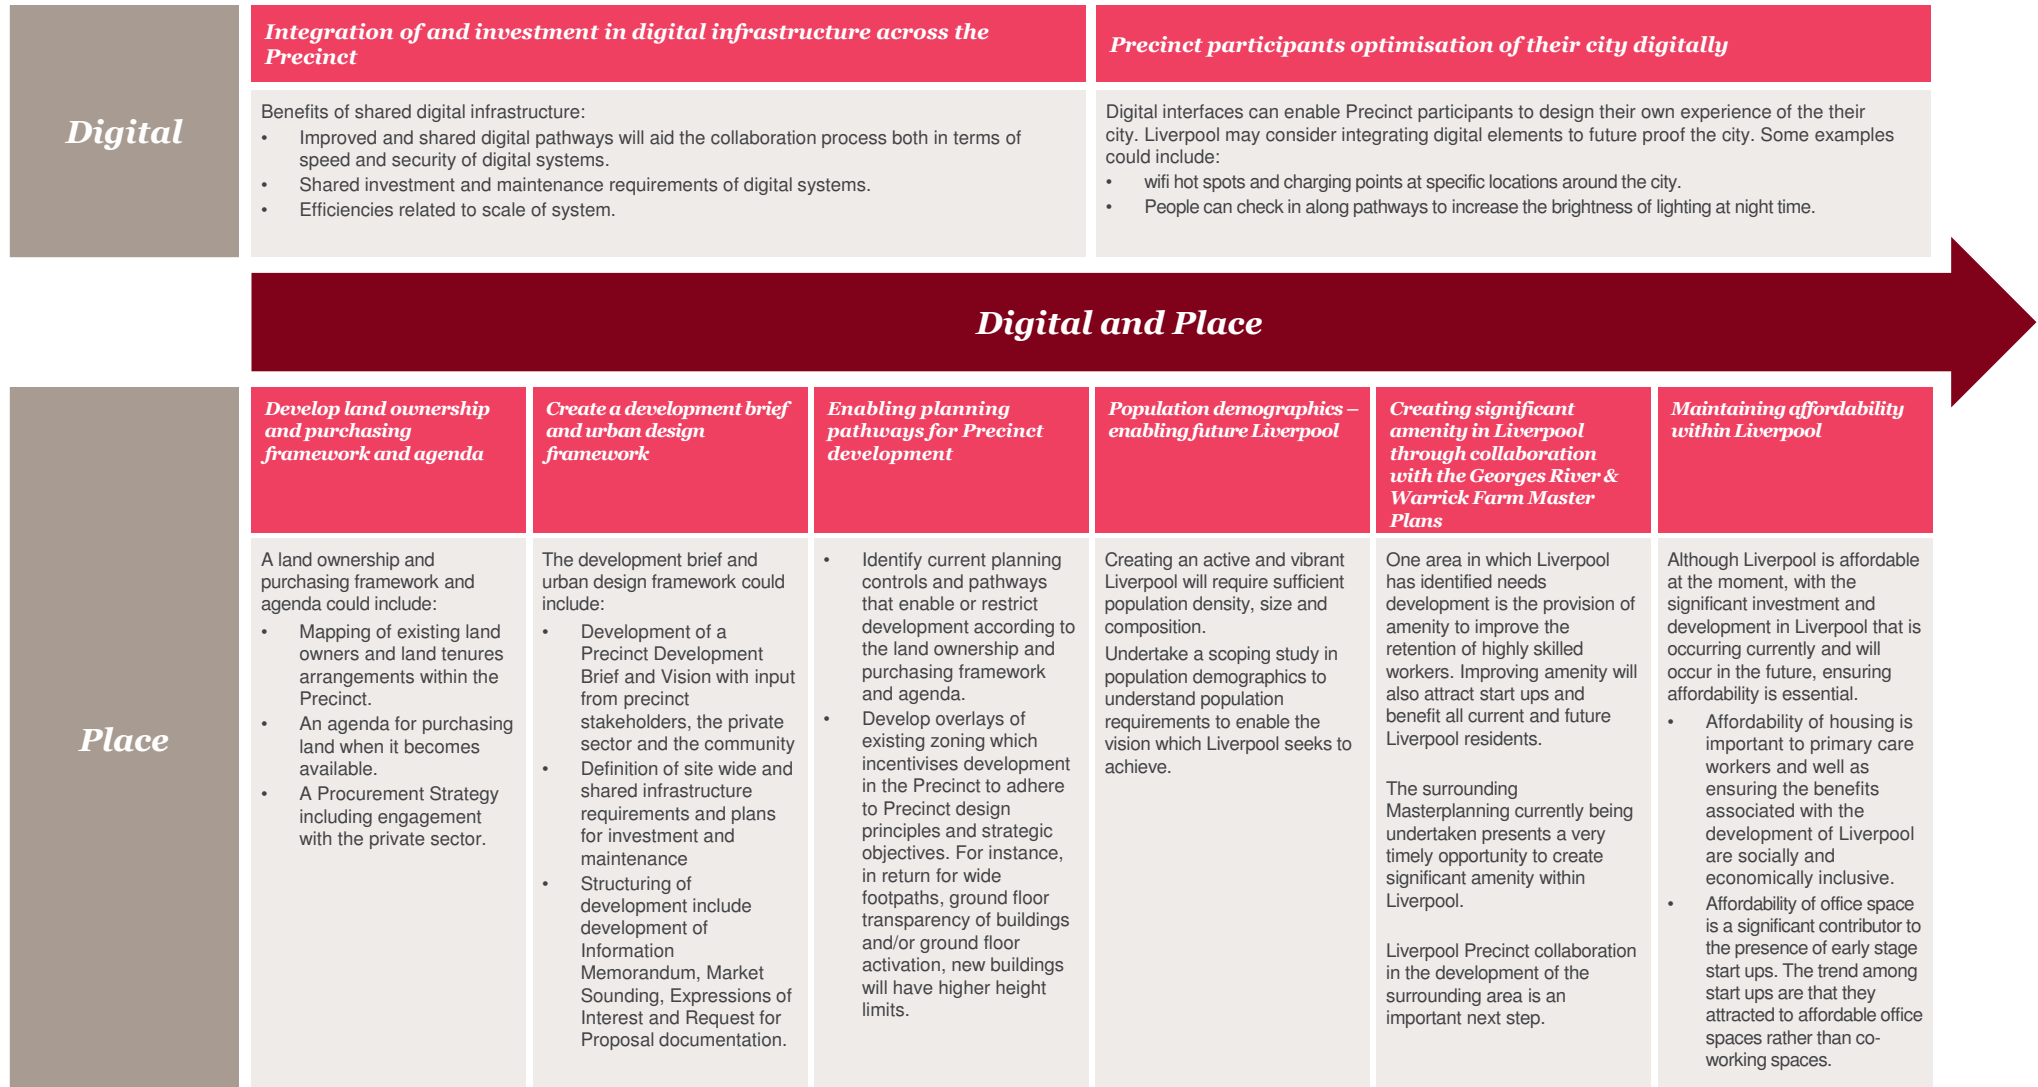 Digital
Integration of and investment in digital infrastructure across the
Precinct
Benefits of shared digital infrastructure:
• Improved and shared digital pathways will aid the collaboration process both in terms of
speed and security of digital systems.
• Shared investment and maintenance requirements of digital systems.
• Efficiencies related to scale of system.
Precinct participants optimisation of their city digitally
Digital interfaces can enable Precinct participants to design their own experience of the their
city. Liverpool may consider integrating digital elements to future proof the city. Some examples
could include:
• wifi hot spots and charging points at specific locations around the city.
• People can check in along pathways to increase the brightness of lighting at night time.
Digital and Place
Place
Develop land ownership
and purchasing
framework and agenda
A land ownership and
purchasing framework and
agenda could include:
• Mapping of existing land
owners and land tenures
arrangements within the
Precinct.
• An agenda for purchasing
land when it becomes
available.
• A Procurement Strategy
including engagement
with the private sector.
Create a development brief
and urban design
framework
The development brief and
urban design framework could
include:
• Development of a
Precinct Development
Brief and Vision with input
from precinct
stakeholders, the private
sector and the community
• Definition of site wide and
shared infrastructure
requirements and plans
for investment and
maintenance
• Structuring of
development include
development of
Information
Memorandum, Market
Sounding, Expressions of
Interest and Request for
Proposal documentation.
Enabling planning
pathways for Precinct
development
• Identify current planning
controls and pathways
that enable or restrict
development according to
the land ownership and
purchasing framework
and agenda.
• Develop overlays of
existing zoning which
incentivises development
in the Precinct to adhere
to Precinct design
principles and strategic
objectives. For instance,
in return for wide
footpaths, ground floor
transparency of buildings
and/or ground floor
activation, new buildings
will have higher height
limits.
Population demographics –
enabling future Liverpool
Creating an active and vibrant
Liverpool will require sufficient
population density, size and
composition.
Undertake a scoping study in
population demographics to
understand population
requirements to enable the
vision which Liverpool seeks to
achieve.
Creating significant
amenity in Liverpool
through collaboration
with the Georges River &
Warrick Farm Master
Plans
One area in which Liverpool
has identified needs
development is the provision of
amenity to improve the
retention of highly skilled
workers. Improving amenity will
also attract start ups and
benefit all current and future
Liverpool residents.
The surrounding
Masterplanning currently being
undertaken presents a very
timely opportunity to create
significant amenity within
Liverpool.
Liverpool Precinct collaboration
in the development of the
surrounding area is an
important next step.
Maintaining affordability
within Liverpool
Although Liverpool is affordable
at the moment, with the
significant investment and
development in Liverpool that is
occurring currently and will
occur in the future, ensuring
affordability is essential.
• Affordability of housing is
important to primary care
workers and well as
ensuring the benefits
associated with the
development of Liverpool
are socially and
economically inclusive.
• Affordability of office space
is a significant contributor to
the presence of early stage
start ups. The trend among
start ups are that they
attracted to affordable office
spaces rather than co-
working spaces.